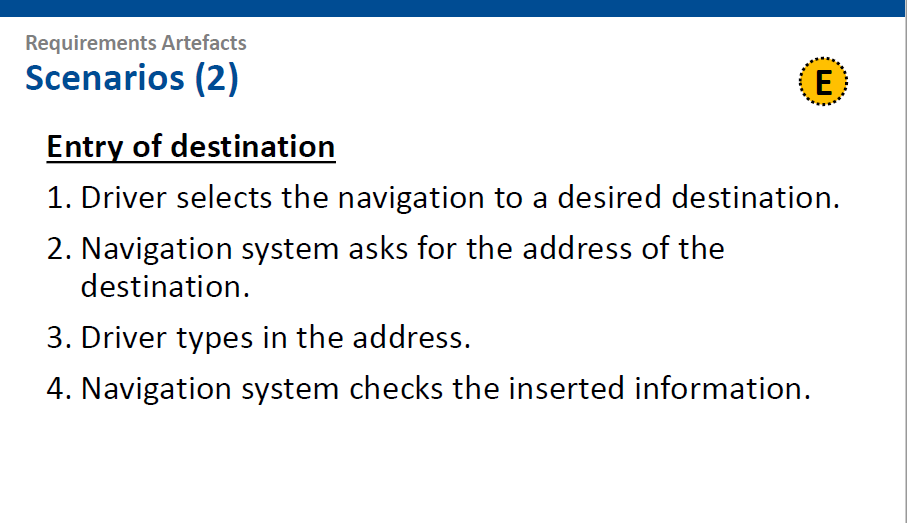 Requirements Artefacts
Scenarios (2)
E
Entry of destination
1. Driver selects the navigation to a desired destination.
2. Navigation system asks for the address of the
destination.
3. Driver types in the address.
4. Navigation system checks the inserted information.